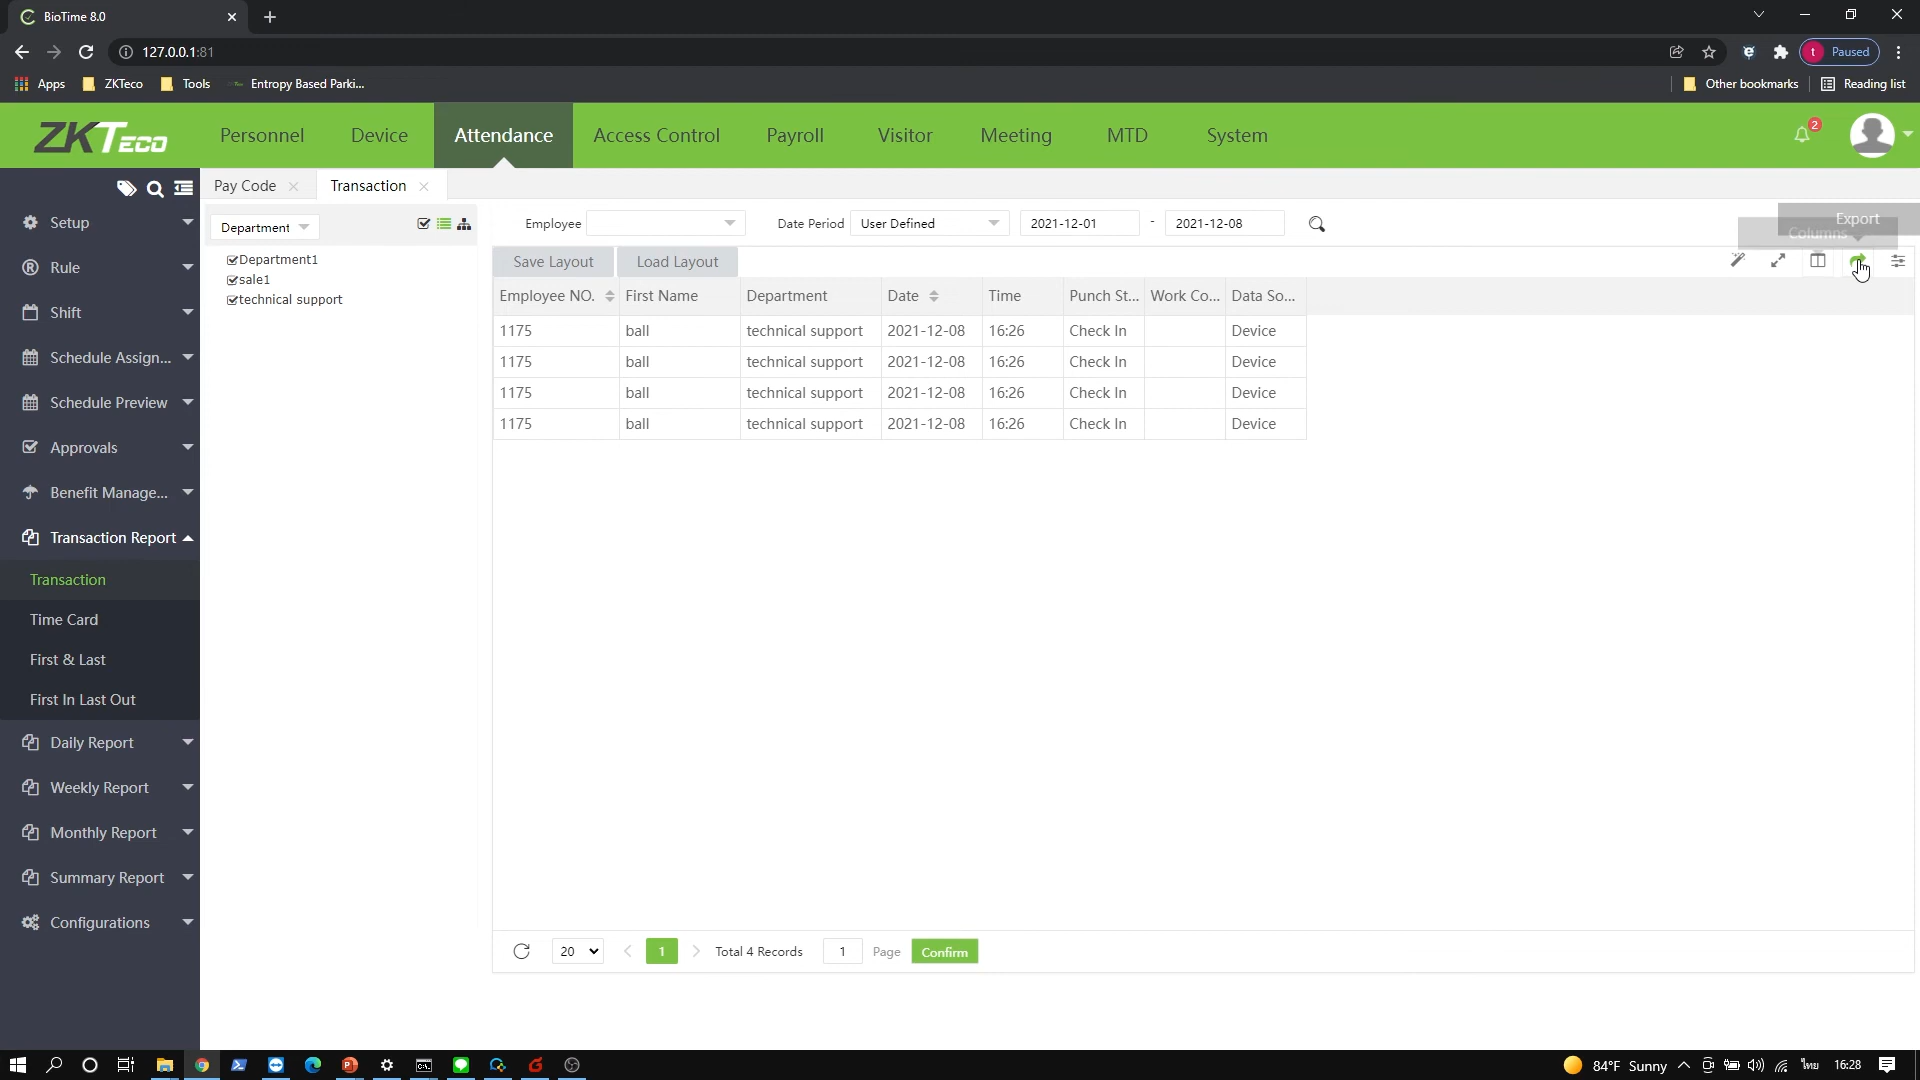 BioTime 8.0
127.0.0.1:81
Paused
Apps ZKTeco Tools Entropy Based Parki... Other bookmarks Reading list
ZKTeco Personnel Device Attendance Access Control Payroll Visitor Meeting MTD System 2
Pay Code Transaction
Setup
Rule
Shift
Schedule Assign...
Schedule Preview
Approvals
Benefit Manage...
Transaction Report
Transaction
Time Card
First & Last
First In Last Out
Daily Report
Weekly Report
Monthly Report
Summary Report
Configurations
Department
Department1
sale1
technical support
Employee Date Period User Defined 2021-12-01 - 2021-12-08
Export
Columns
Save Layout Load Layout
Employee NO. First Name Department Date Time Punch St... Work Co... Data So...
1175 ball technical support 2021-12-08 16:26 Check In Device
1175 ball technical support 2021-12-08 16:26 Check In Device
1175 ball technical support 2021-12-08 16:26 Check In Device
1175 ball technical support 2021-12-08 16:26 Check In Device
20 1 Total 4 Records 1 Page Confirm
84°F Sunny ไทย 16:28